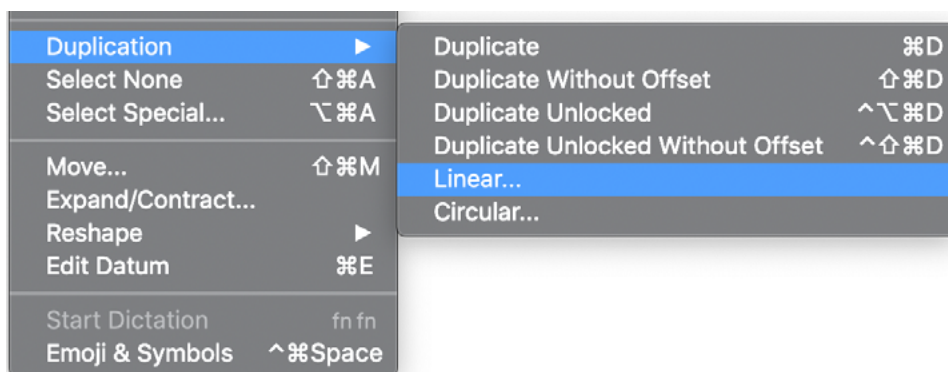 Duplication ▶
Select None ⇧⌘A
Select Special... ⌥⌘A
Move... ⇧⌘M
Expand/Contract...
Reshape ▶
Edit Datum ⌘E
Start Dictation fn fn
Emoji & Symbols ^⌘Space
Duplicate ⌘D
Duplicate Without Offset ⇧⌘D
Duplicate Unlocked ^⌥⌘D
Duplicate Unlocked Without Offset ^⇧⌘D
Linear...
Circular...